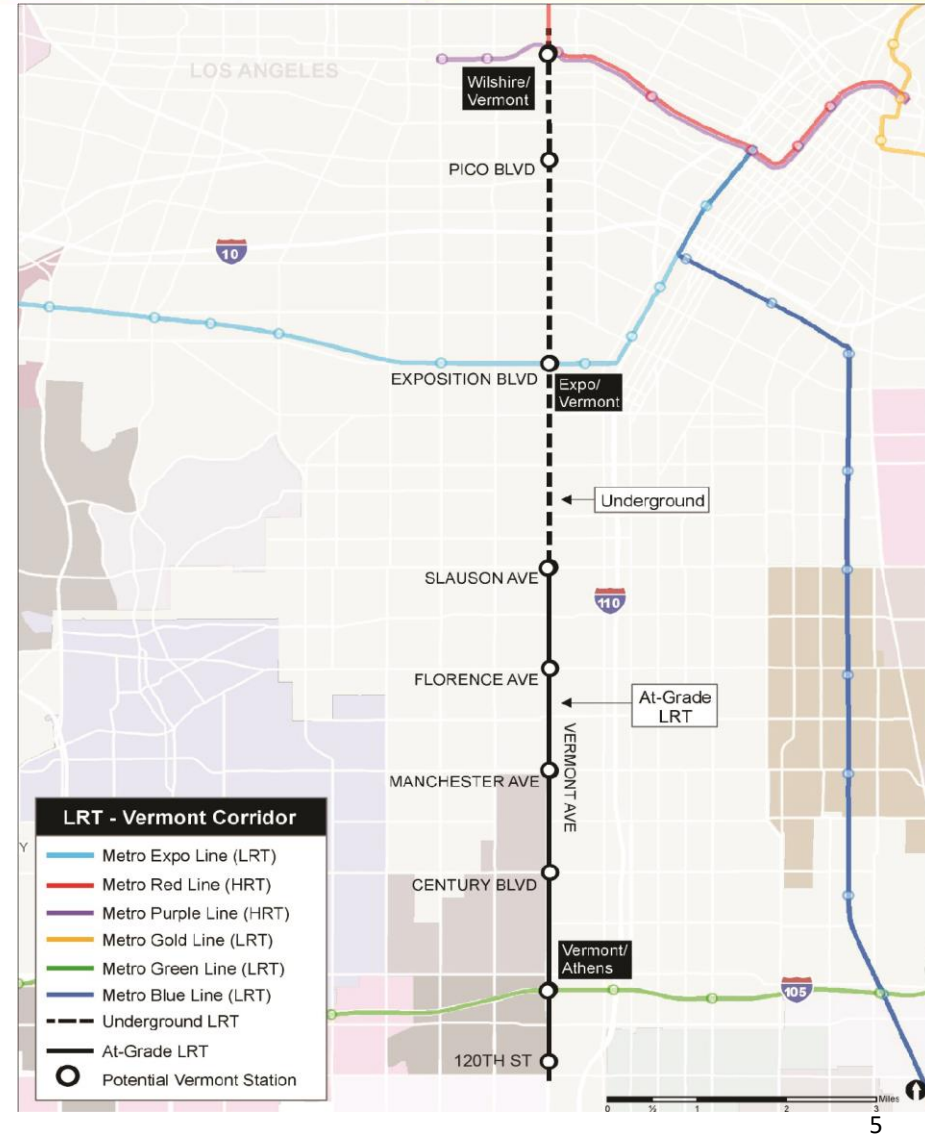 LOS ANGELES
Wilshire/
Vermont
PICO BLVD
10
EXPOSITION BLVD
Expo/
Vermont
Underground
SLAUSON AVE
110
FLORENCE AVE
At-Grade
LRT
VERMONT AVE
MANCHESTER AVE
CENTURY BLVD
Vermont/
Athens
105
120TH ST
LRT - Vermont Corridor
Y
Metro Expo Line (LRT)
Metro Red Line (HRT)
Metro Purple Line (HRT)
Metro Gold Line (LRT)
Metro Green Line (LRT)
Metro Blue Line (LRT)
Underground LRT
At-Grade LRT
Potential Vermont Station
0 ½ 1 2 3 Miles
5